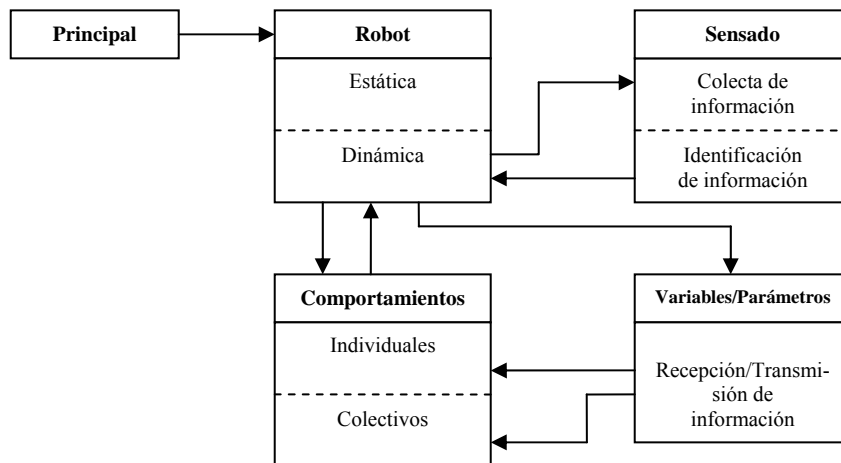 Principal
Robot
Estática
Dinámica
Sensado
Colecta de
información
Identificación
de información
Comportamientos
Individuales
Colectivos
Variables/Parámetros
Recepción/Transmi-
sión de
información